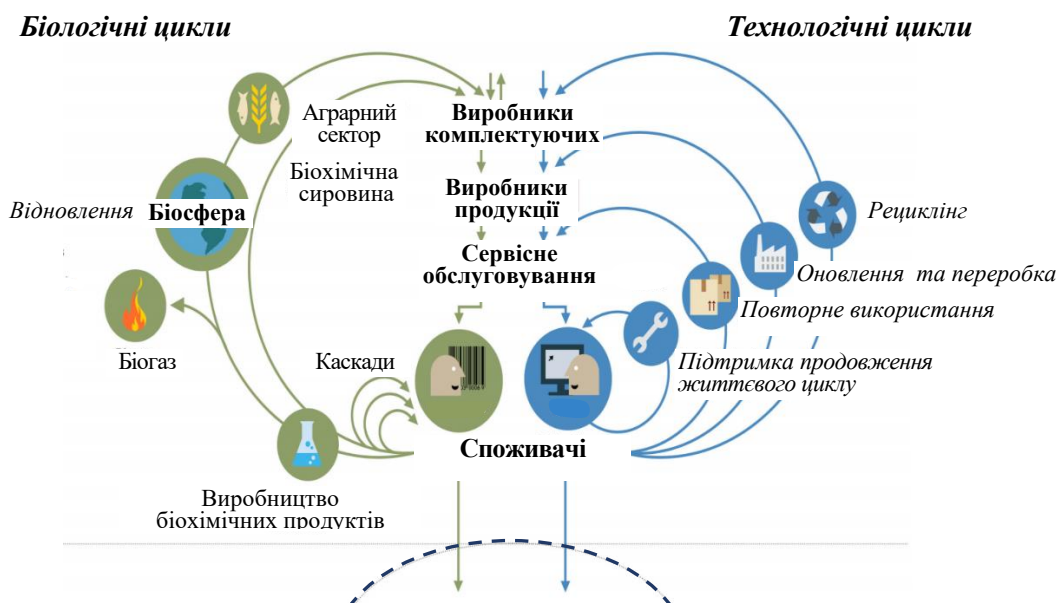 Біологічні цикли
Технологічні цикли
Аграрний
сектор
Виробники
комплектуючих
Біохімічна
сировина
Виробники
продукції
Відновлення
Біосфера
Рециклінг
Сервісне
обслуговування
Оновлення та переробка
Повторне використання
Біогаз
Каскади
Підтримка продовження
життєвого циклу
Споживачі
Виробництво
біохімічних продуктів